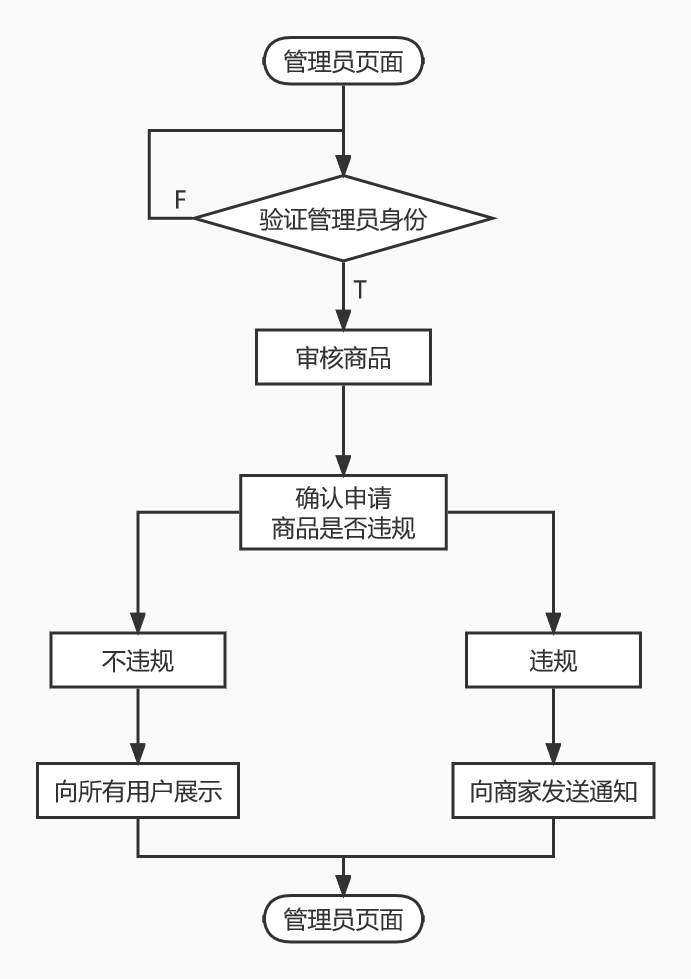 管理员页面
F
验证管理员身份
T
审核商品
确认申请
商品是否违规
不违规
违规
向所有用户展示
向商家发送通知
管理员页面